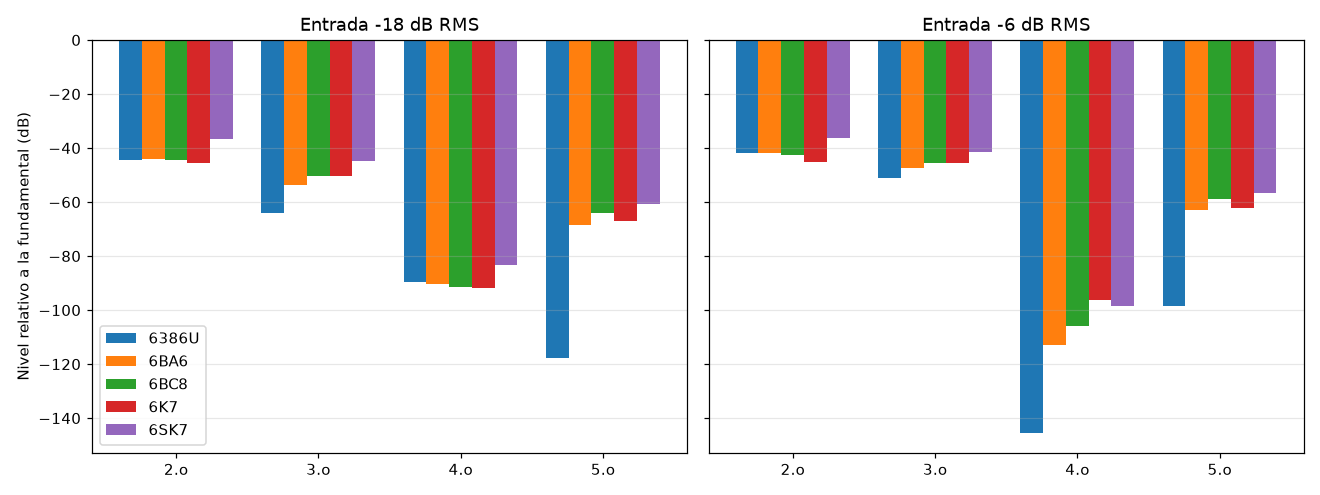 Entrada -18 dB RMS
Entrada -6 dB RMS
Nivel relativo a la fundamental (dB)
0
−20
−40
−60
−80
−100
−120
−140
6386U
6BA6
6BC8
6K7
6SK7
2.o 3.o 4.o 5.o
2.o 3.o 4.o 5.o